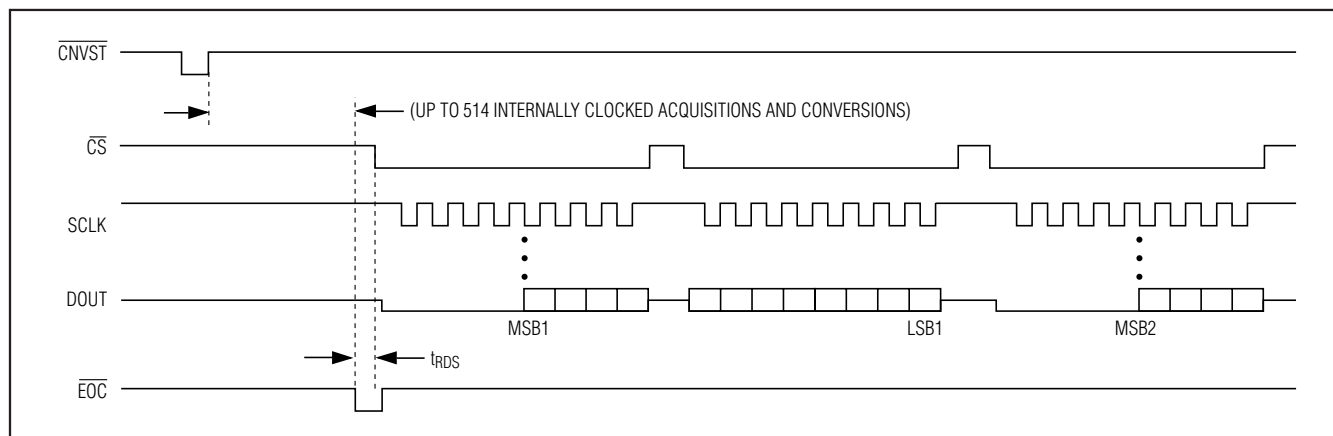 CNVST
(UP TO 514 INTERNALLY CLOCKED ACQUISITIONS AND CONVERSIONS)
CS
SCLK
DOUT
MSB1
LSB1
MSB2
tRDS
EOC